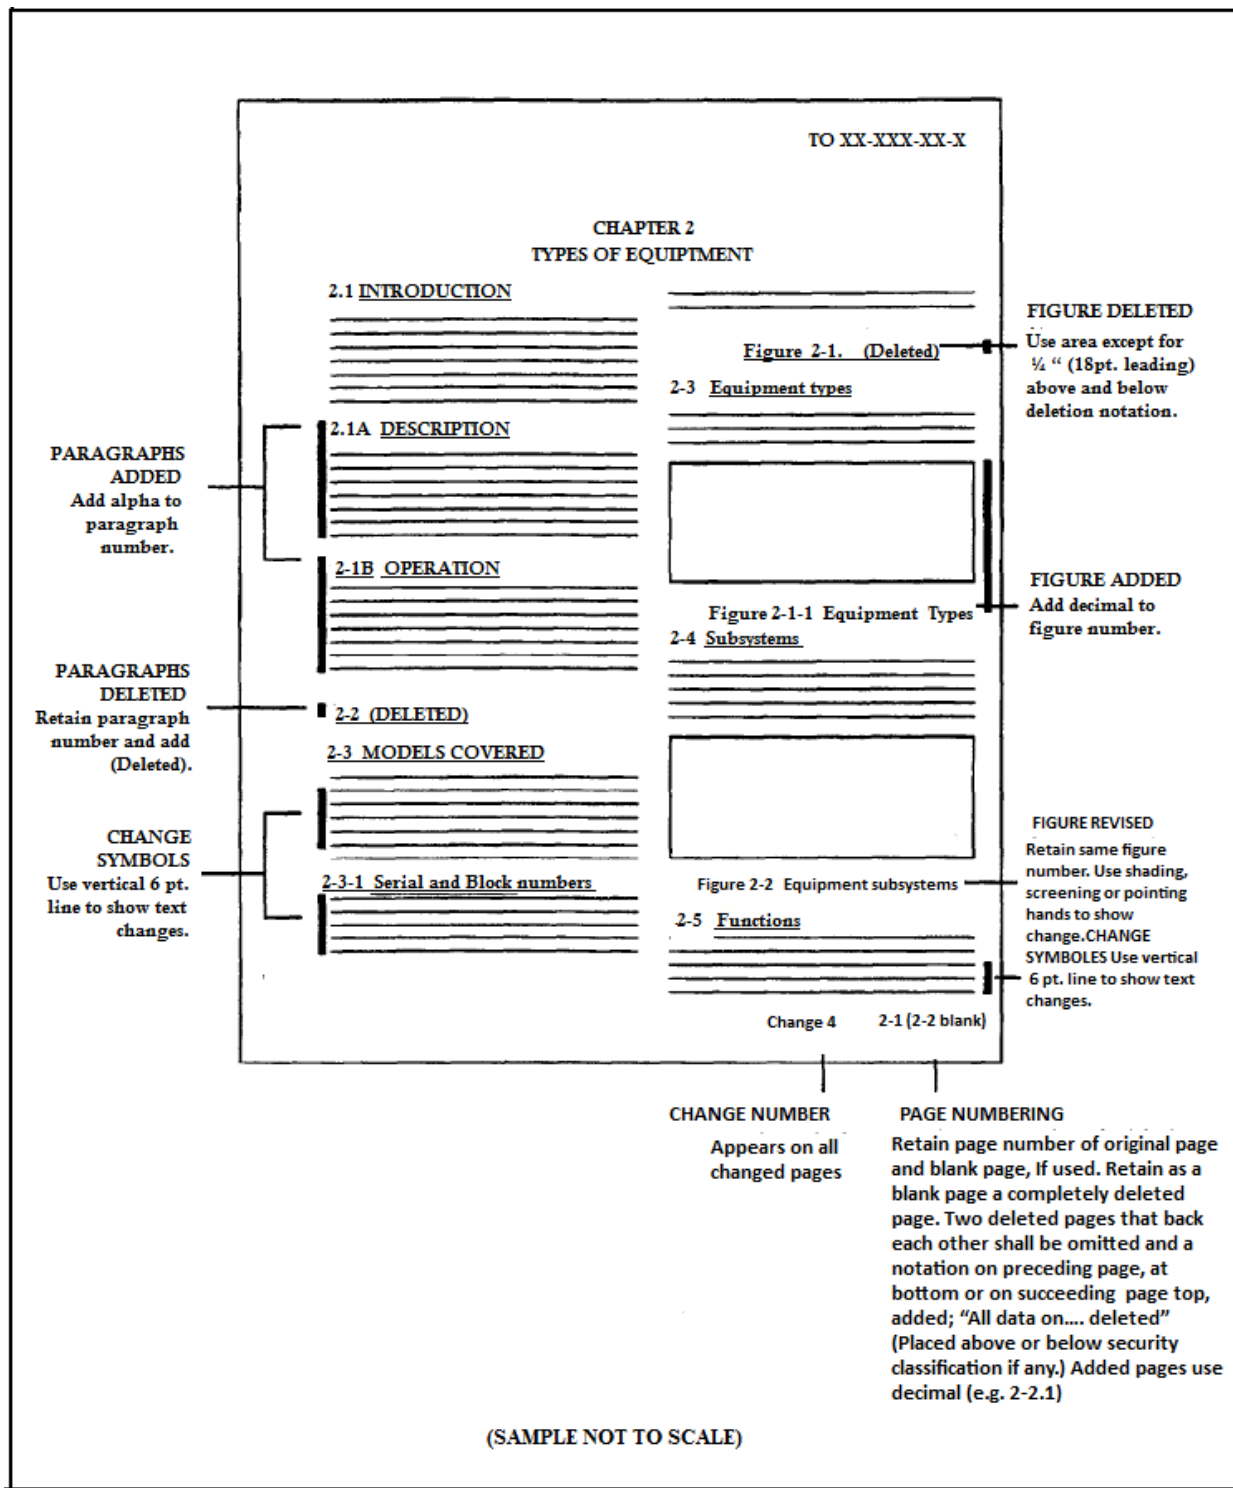 TO XX-XXX-XX-X
CHAPTER 2
TYPES OF EQUIPTMENT
2.1 INTRODUCTION
2.1A DESCRIPTION
2-1B OPERATION
2-2 (DELETED)
2-3 MODELS COVERED
2-3-1 Serial and Block numbers
Figure 2-1. (Deleted)
2-3 Equipment types
Figure 2-1-1 Equipment Types
2-4 Subsystems
Figure 2-2 Equipment subsystems
2-5 Functions
Change 4 2-1 (2-2 blank)
PARAGRAPHS
ADDED
Add alpha to
paragraph
number.
PARAGRAPHS
DELETED
Retain paragraph
number and add
(Deleted).
CHANGE
SYMBOLS
Use vertical 6 pt.
line to show text
changes.
FIGURE DELETED
Use area except for
¼ “ (18pt. leading)
above and below
deletion notation.
FIGURE ADDED
Add decimal to
figure number.
FIGURE REVISED
Retain same figure
number. Use shading,
screening or pointing
hands to show
change.CHANGE
SYMBOLES Use vertical
6 pt. line to show text
changes.
CHANGE NUMBER
Appears on all
changed pages
PAGE NUMBERING
Retain page number of original page
and blank page, If used. Retain as a
blank page a completely deleted
page. Two deleted pages that back
each other shall be omitted and a
notation on preceding page, at
bottom or on succeeding page top,
added; “All data on…. deleted”
(Placed above or below security
classification if any.) Added pages use
decimal (e.g. 2-2.1)
(SAMPLE NOT TO SCALE)